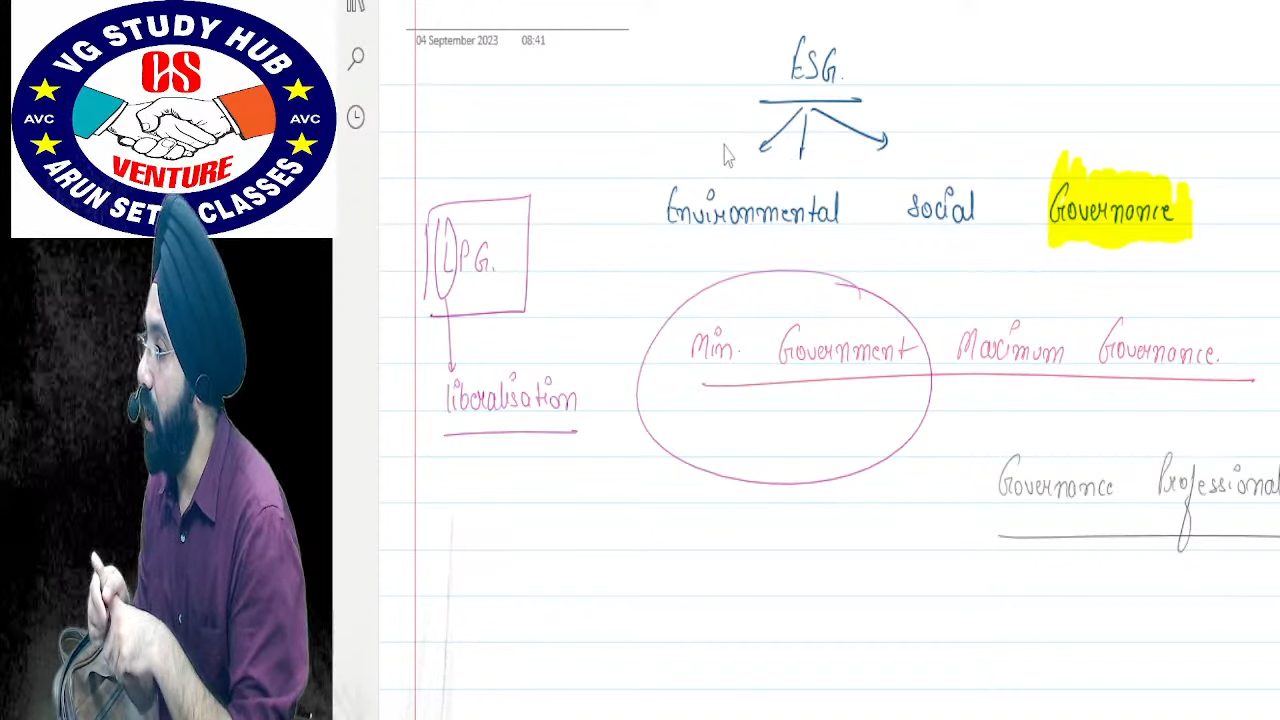 VG STUDY HUB
CS
AVC AVC
VENTURE
ARUN SET CLASSES
04 September 2023 08:41
ESG.
Environmental Social Governance
LPG.
Min. Government Maximum Governance.
liberalisation
Governance Professional